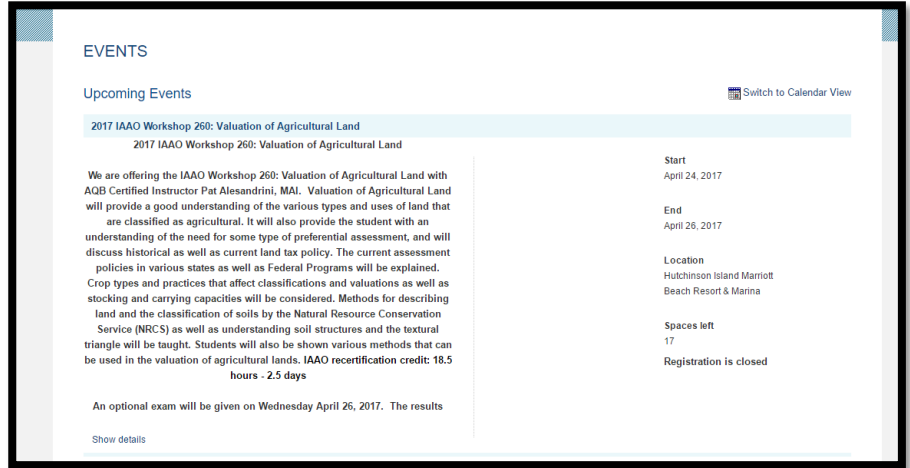 EVENTS
Upcoming Events
Switch to Calendar View
2017 IAAO Workshop 260: Valuation of Agricultural Land
2017 IAAO Workshop 260: Valuation of Agricultural Land
We are offering the IAAO Workshop 260: Valuation of Agricultural Land with
AQB Certified Instructor Pat Alesandrini, MAI.  Valuation of Agricultural Land
will provide a good understanding of the various types and uses of land that
are classified as agricultural. It will also provide the student with an
understanding of the need for some type of preferential assessment, and will
discuss historical as well as current land tax policy. The current assessment
policies in various states as well as Federal Programs will be explained.
Crop types and practices that affect classifications and valuations as well as
stocking and carrying capacities will be considered. Methods for describing
land and the classification of soils by the Natural Resource Conservation
Service (NRCS) as well as understanding soil structures and the textural
triangle will be taught. Students will also be shown various methods that can
be used in the valuation of agricultural lands. IAAO recertification credit: 18.5
hours - 2.5 days
An optional exam will be given on Wednesday April 26, 2017.  The results
Show details
Start
April 24, 2017
End
April 26, 2017
Location
Hutchinson Island Marriott
Beach Resort & Marina
Spaces left
17
Registration is closed